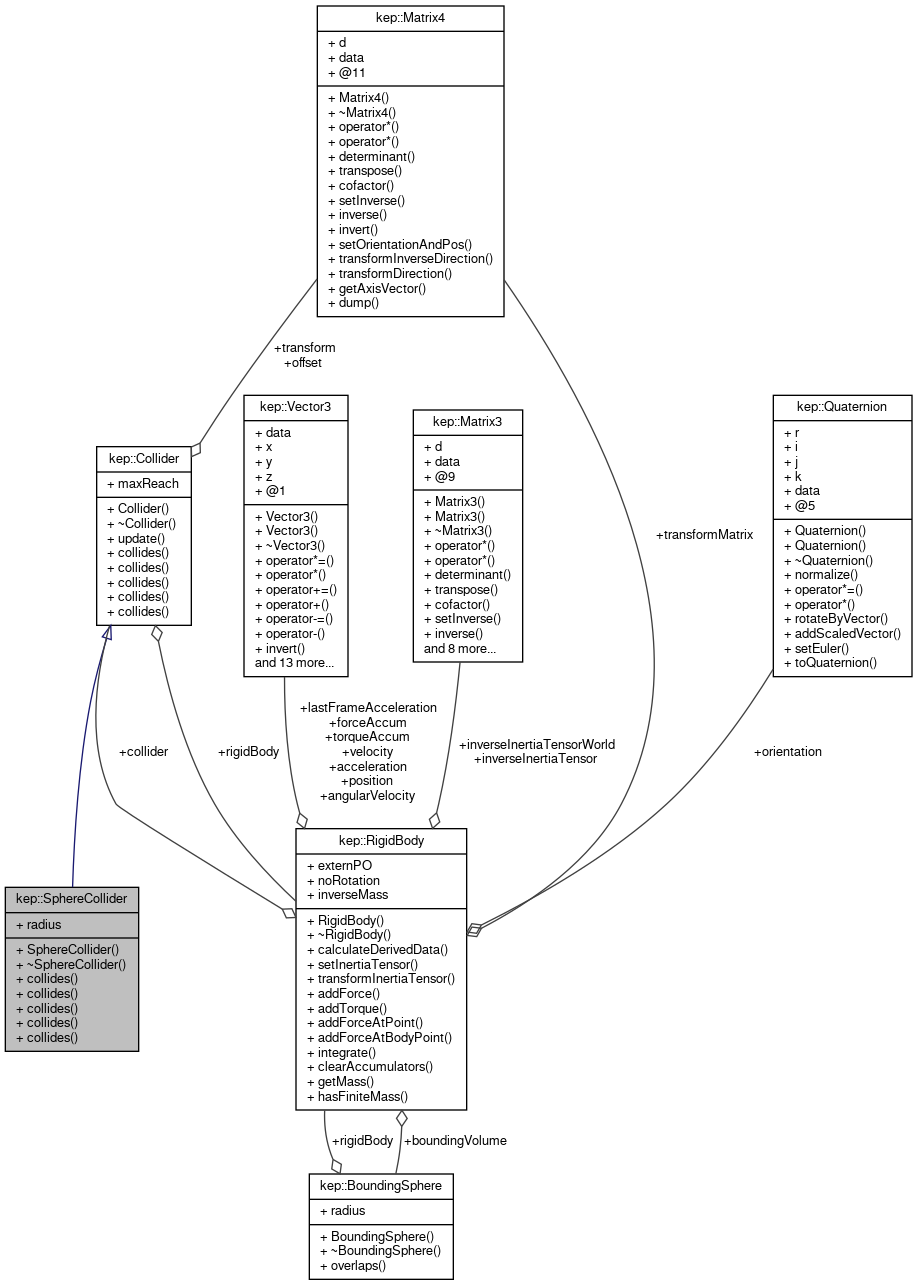 kep::Matrix4
+ d
+ data
+ @11
+ Matrix4()
+ ~Matrix4()
+ operator*()
+ operator*()
+ determinant()
+ transpose()
+ cofactor()
+ setInverse()
+ inverse()
+ invert()
+ setOrientationAndPos()
+ transformInverseDirection()
+ transformDirection()
+ getAxisVector()
+ dump()
+transform
+offset
kep::Collider
+ maxReach
+ Collider()
+ ~Collider()
+ update()
+ collides()
+ collides()
+ collides()
+ collides()
+ collides()
kep::Vector3
+ data
+ x
+ y
+ z
+ @1
+ Vector3()
+ Vector3()
+ ~Vector3()
+ operator*=()
+ operator*()
+ operator+=()
+ operator+()
+ operator-=()
+ operator-()
+ invert()
and 13 more...
kep::Matrix3
+ d
+ data
+ @9
+ Matrix3()
+ Matrix3()
+ ~Matrix3()
+ operator*()
+ operator*()
+ determinant()
+ transpose()
+ cofactor()
+ setInverse()
+ inverse()
and 8 more...
+transformMatrix
kep::Quaternion
+ r
+ i
+ j
+ k
+ data
+ @5
+ Quaternion()
+ Quaternion()
+ ~Quaternion()
+ normalize()
+ operator*=()
+ operator*()
+ rotateByVector()
+ addScaledVector()
+ setEuler()
+ toQuaternion()
+collider
+rigidBody
+lastFrameAcceleration
+forceAccum
+torqueAccum
+velocity
+acceleration
+position
+angularVelocity
+inverseInertiaTensorWorld
+inverseInertiaTensor
+orientation
kep::SphereCollider
+ radius
+ SphereCollider()
+ ~SphereCollider()
+ collides()
+ collides()
+ collides()
+ collides()
+ collides()
kep::RigidBody
+ externPO
+ noRotation
+ inverseMass
+ RigidBody()
+ ~RigidBody()
+ calculateDerivedData()
+ setInertiaTensor()
+ transformInertiaTensor()
+ addForce()
+ addTorque()
+ addForceAtPoint()
+ addForceAtBodyPoint()
+ integrate()
+ clearAccumulators()
+ getMass()
+ hasFiniteMass()
+rigidBody
+boundingVolume
kep::BoundingSphere
+ radius
+ BoundingSphere()
+ ~BoundingSphere()
+ overlaps()